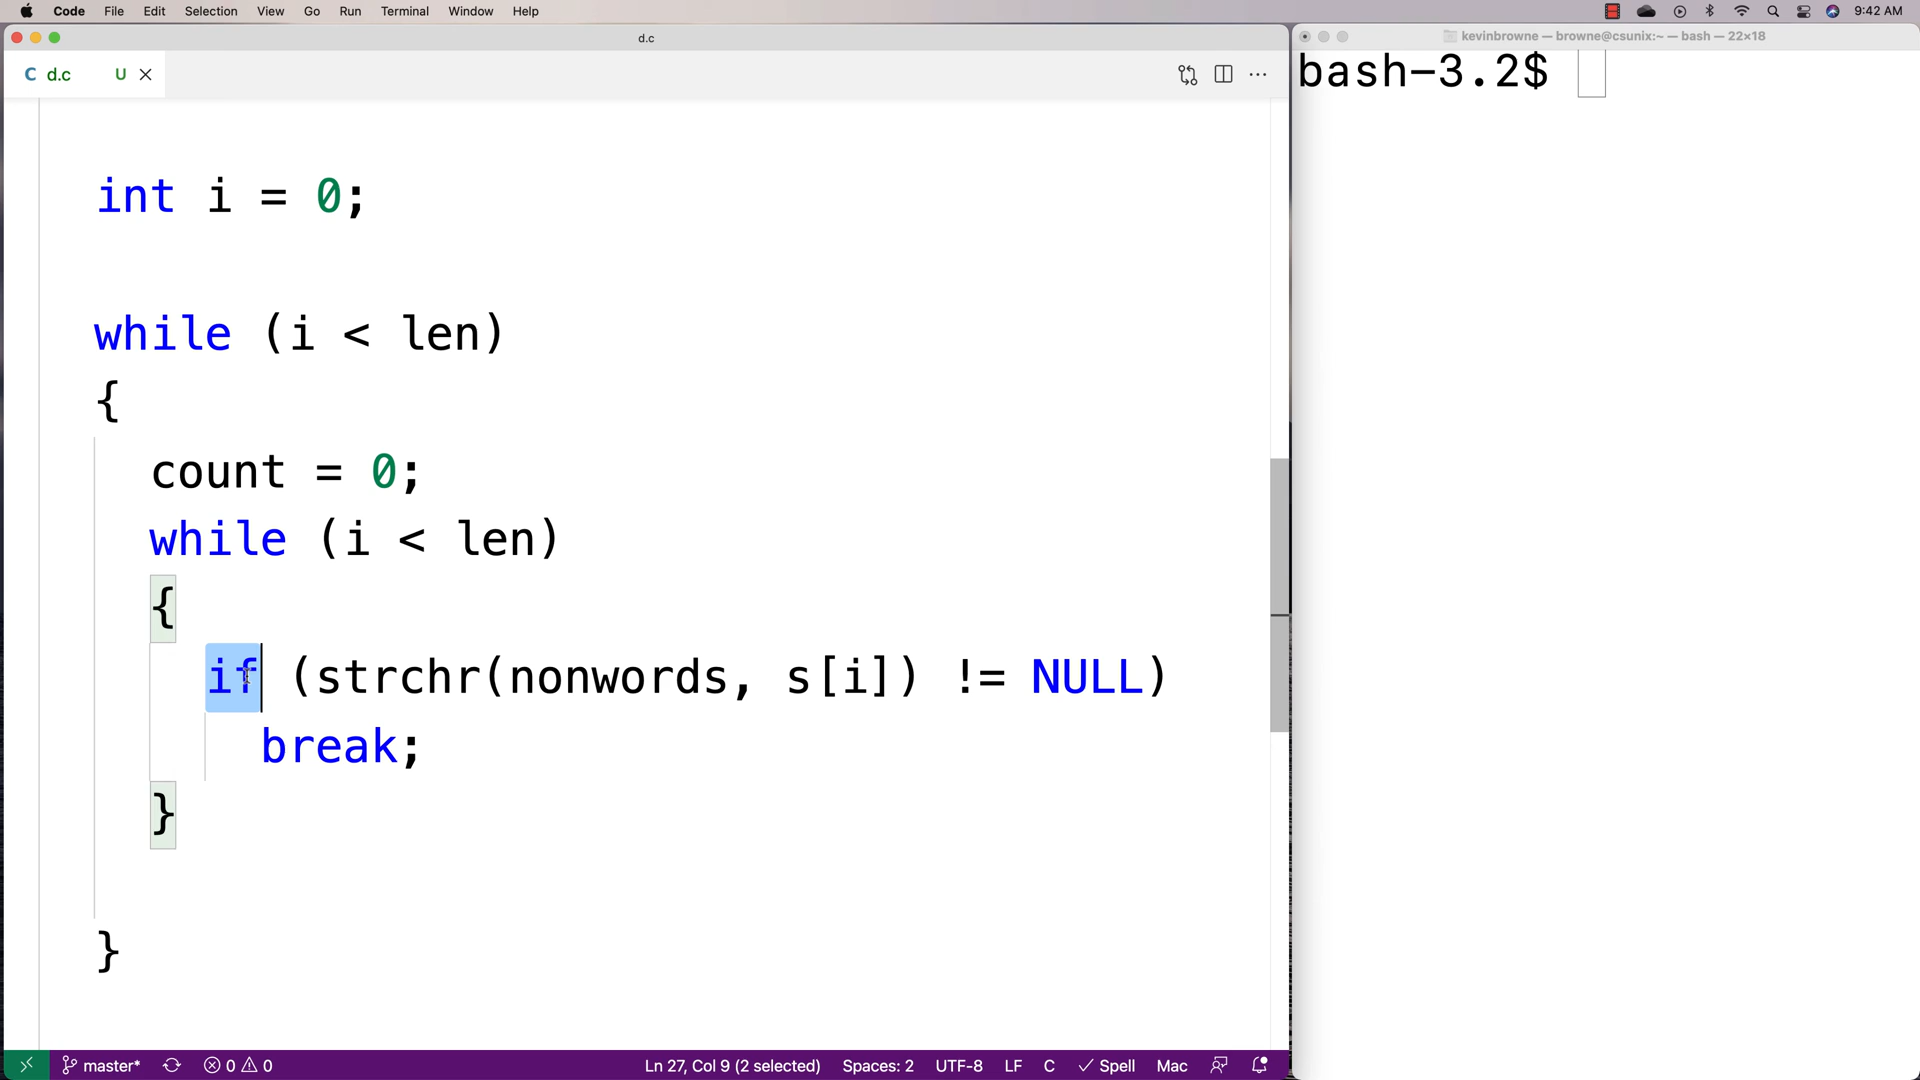 Code File Edit Selection View Go Run Terminal Window Help 9:42 AM
d.c
kevinbrowne — browne@csunix:~ — bash — 22×18
C d.c U
bash-3.2$
int i = 0;
while (i < len)
{
count = 0;
while (i < len)
{
if (strchr(nonwords, s[i]) != NULL)
break;
}
}
master* 0 0 Ln 27, Col 9 (2 selected) Spaces: 2 UTF-8 LF C Spell Mac